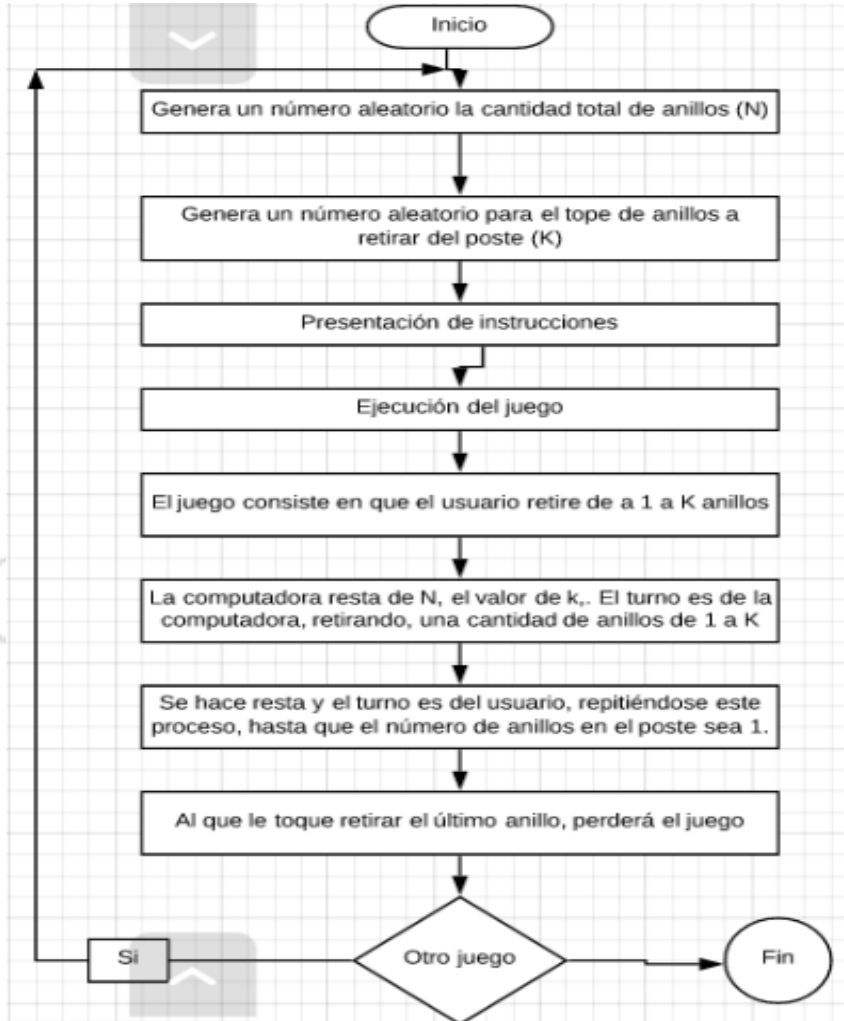 Inicio
Genera un número aleatorio la cantidad total de anillos (N)
Genera un número aleatorio para el tope de anillos a
retirar del poste (K)
Presentación de instrucciones
Ejecución del juego
El juego consiste en que el usuario retire de a 1 a K anillos
La computadora resta de N, el valor de k,. El turno es de la
computadora, retirando, una cantidad de anillos de 1 a K
Se hace resta y el turno es del usuario, repitiéndose este
proceso, hasta que el número de anillos en el poste sea 1.
Al que le toque retirar el último anillo, perderá el juego
Si
Otro juego
Fin